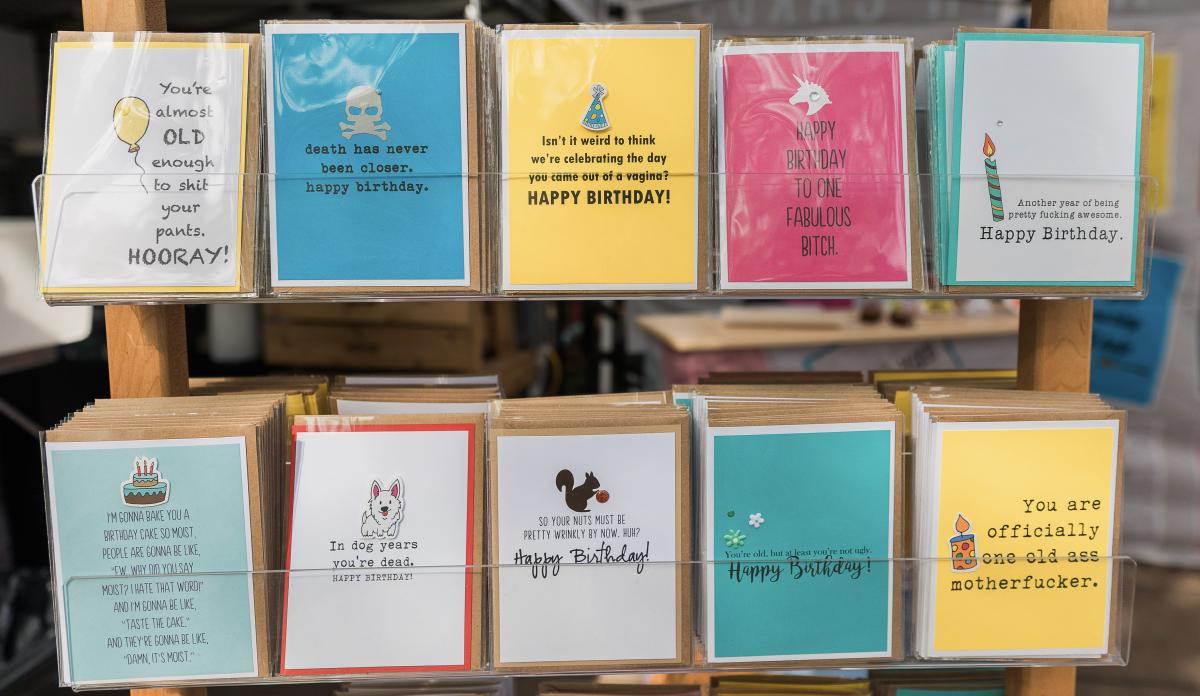 You're
almost
OLD
enough
to shit
your
pants.
HOORAY!
death has never
been closer.
happy birthday.
Isn't it weird to think
we're celebrating the day
you came out of a vagina?
HAPPY BIRTHDAY!
HAPPY
BIRTHDAY
TO ONE
FABULOUS
BITCH.
Another year of being
pretty fucking awesome.
Happy Birthday.
I'M GONNA BAKE YOU A
BIRTHDAY CAKE SO MOIST,
PEOPLE ARE GONNA BE LIKE,
"EW, WHY DID YOU SAY
MOIST? I HATE THAT WORD!"
AND I'M GONNA BE LIKE,
"TASTE THE CAKE."
AND THEY'RE GONNA BE LIKE,
"DAMN, IT'S MOIST."
In dog years
you're dead.
HAPPY BIRTHDAY!
SO YOUR NUTS MUST BE
PRETTY WRINKLY BY NOW, HUH?
Happy Birthday!
You're old, but at least you're not ugly.
Happy Birthday!
You are
officially
one old ass
motherfucker.